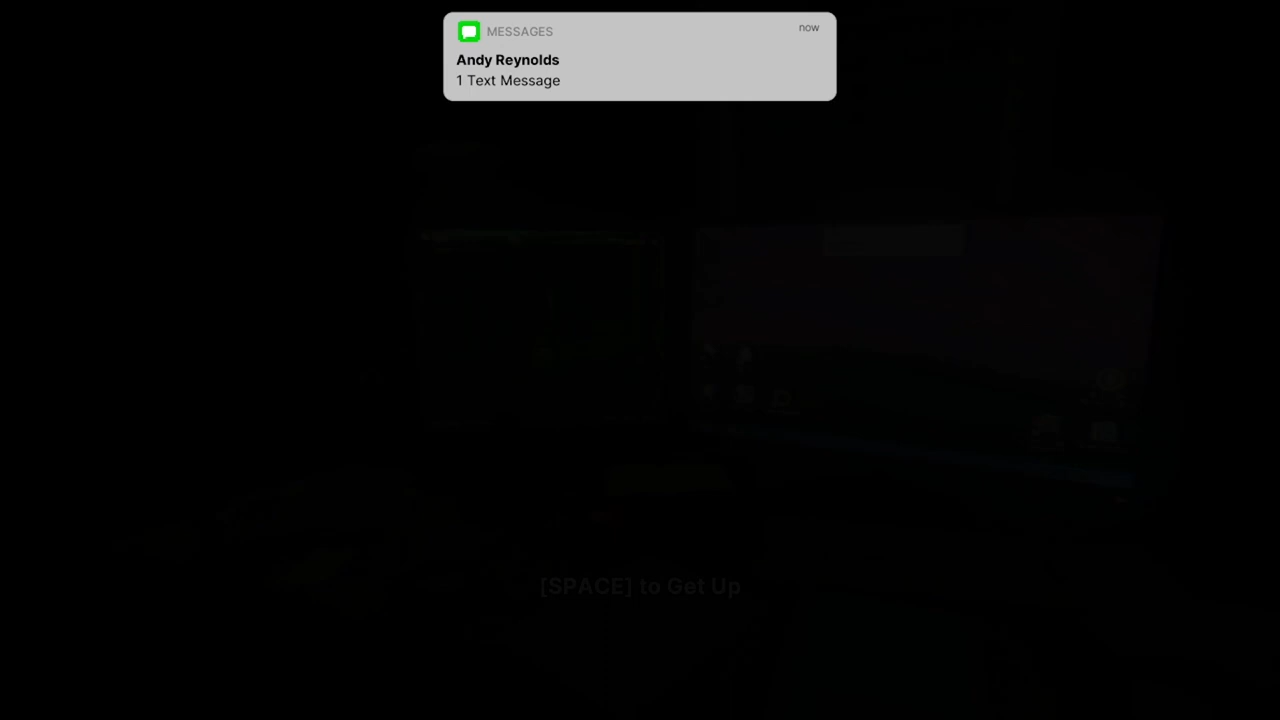 MESSAGES
now
Andy Reynolds
1 Text Message
[SPACE] to Get Up